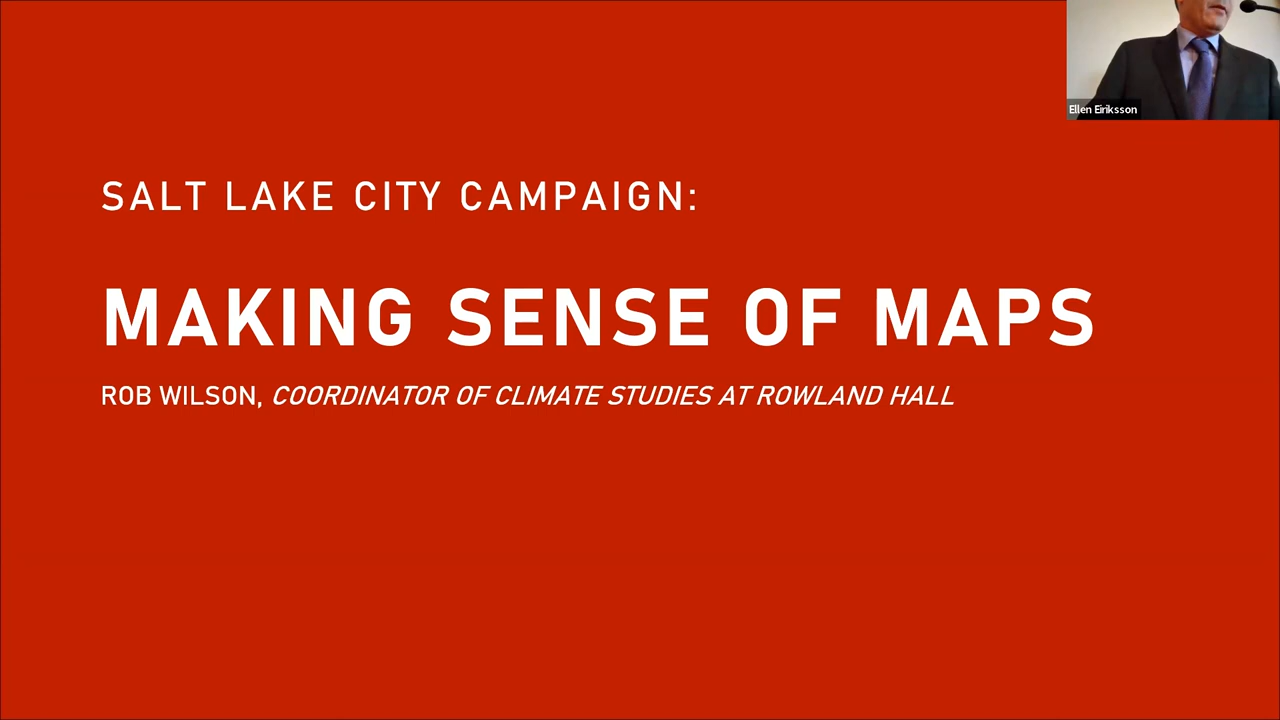 Ellen Eiriksson
SALT LAKE CITY CAMPAIGN:
MAKING SENSE OF MAPS
ROB WILSON, COORDINATOR OF CLIMATE STUDIES AT ROWLAND HALL